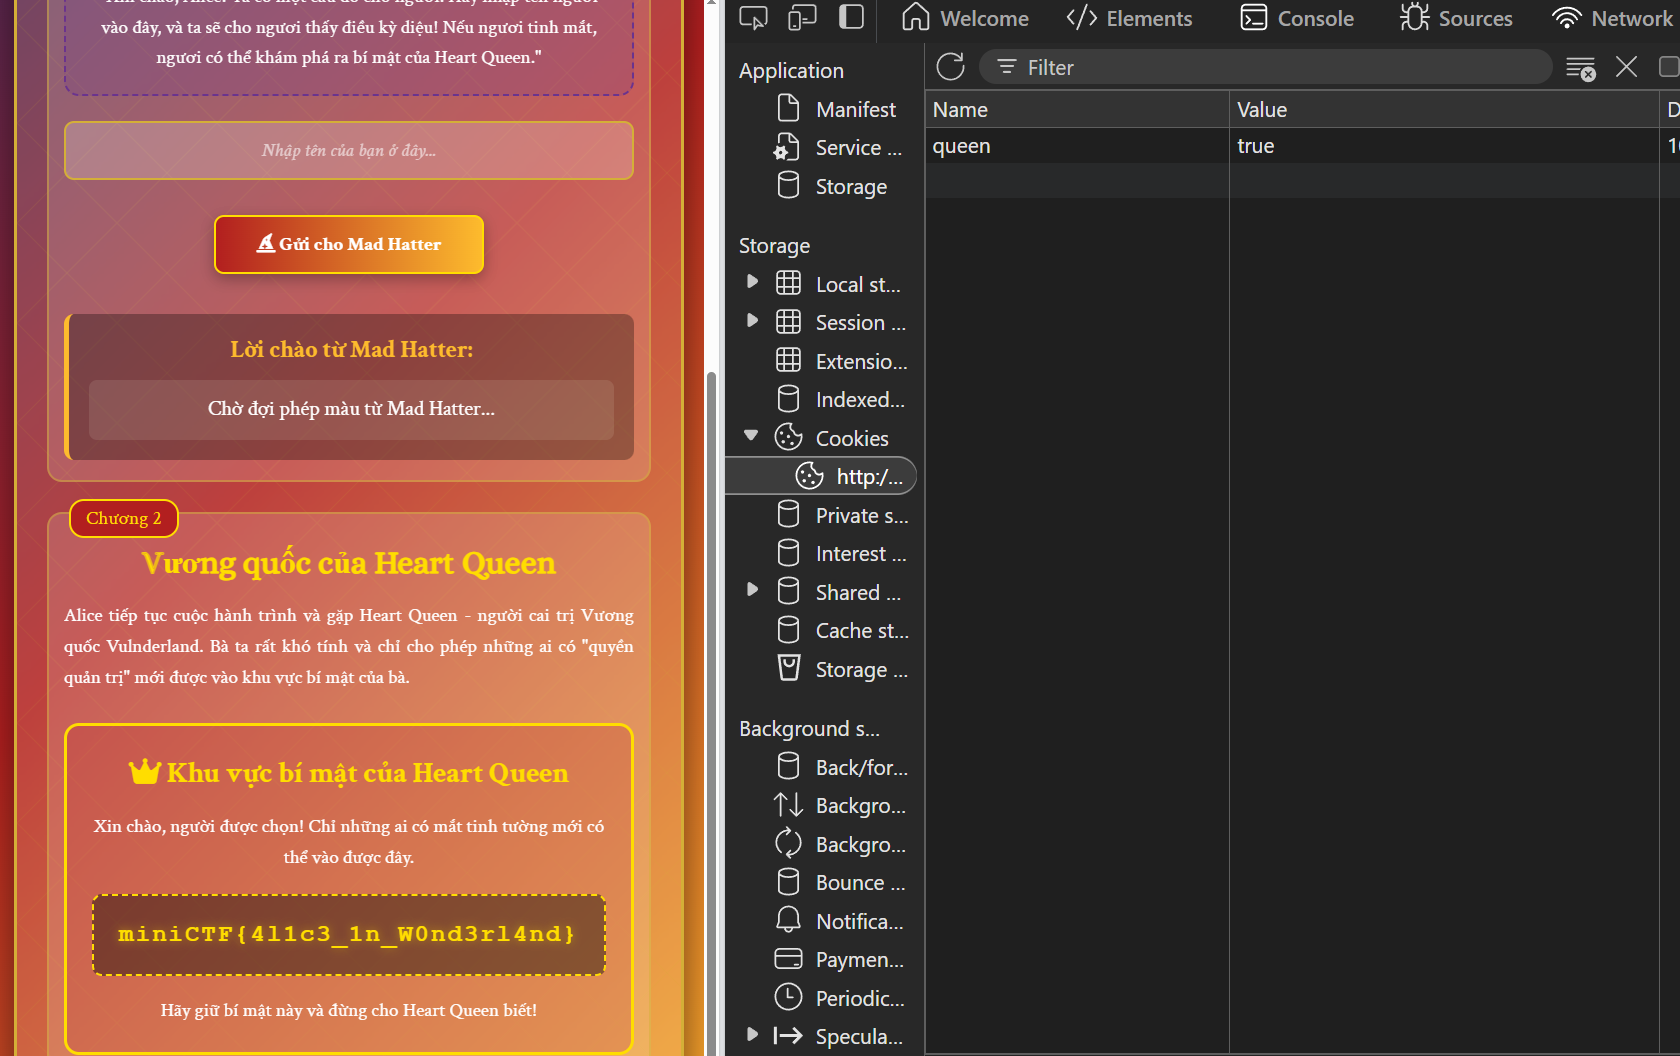 vào đây, và ta sẽ cho ngươi thấy điều kỳ diệu! Nếu ngươi tinh mắt,
ngươi có thể khám phá ra bí mật của Heart Queen."
Nhập tên của bạn ở đây...
Gửi cho Mad Hatter
Lời chào từ Mad Hatter:
Chờ đợi phép màu từ Mad Hatter...
Chương 2
Vương quốc của Heart Queen
Alice tiếp tục cuộc hành trình và gặp Heart Queen - người cai trị Vương
quốc Vulnderland. Bà ta rất khó tính và chỉ cho phép những ai có "quyền
quản trị" mới được vào khu vực bí mật của bà.
Khu vực bí mật của Heart Queen
Xin chào, người được chọn! Chỉ những ai có mắt tinh tường mới có
thể vào được đây.
miniCTF{4l1c3_1n_W0nd3rl4nd}
Hãy giữ bí mật này và đừng cho Heart Queen biết!
Welcome
Elements
Console
Sources
Network
Application
Manifest
Service ...
Storage
Storage
Local st...
Session ...
Extensio...
Indexed...
Cookies
http:/...
Private s...
Interest ...
Shared ...
Cache st...
Storage ...
Background s...
Back/for...
Backgro...
Backgro...
Bounce ...
Notifica...
Paymen...
Periodic...
Specula...
Filter
Name Value
queen true